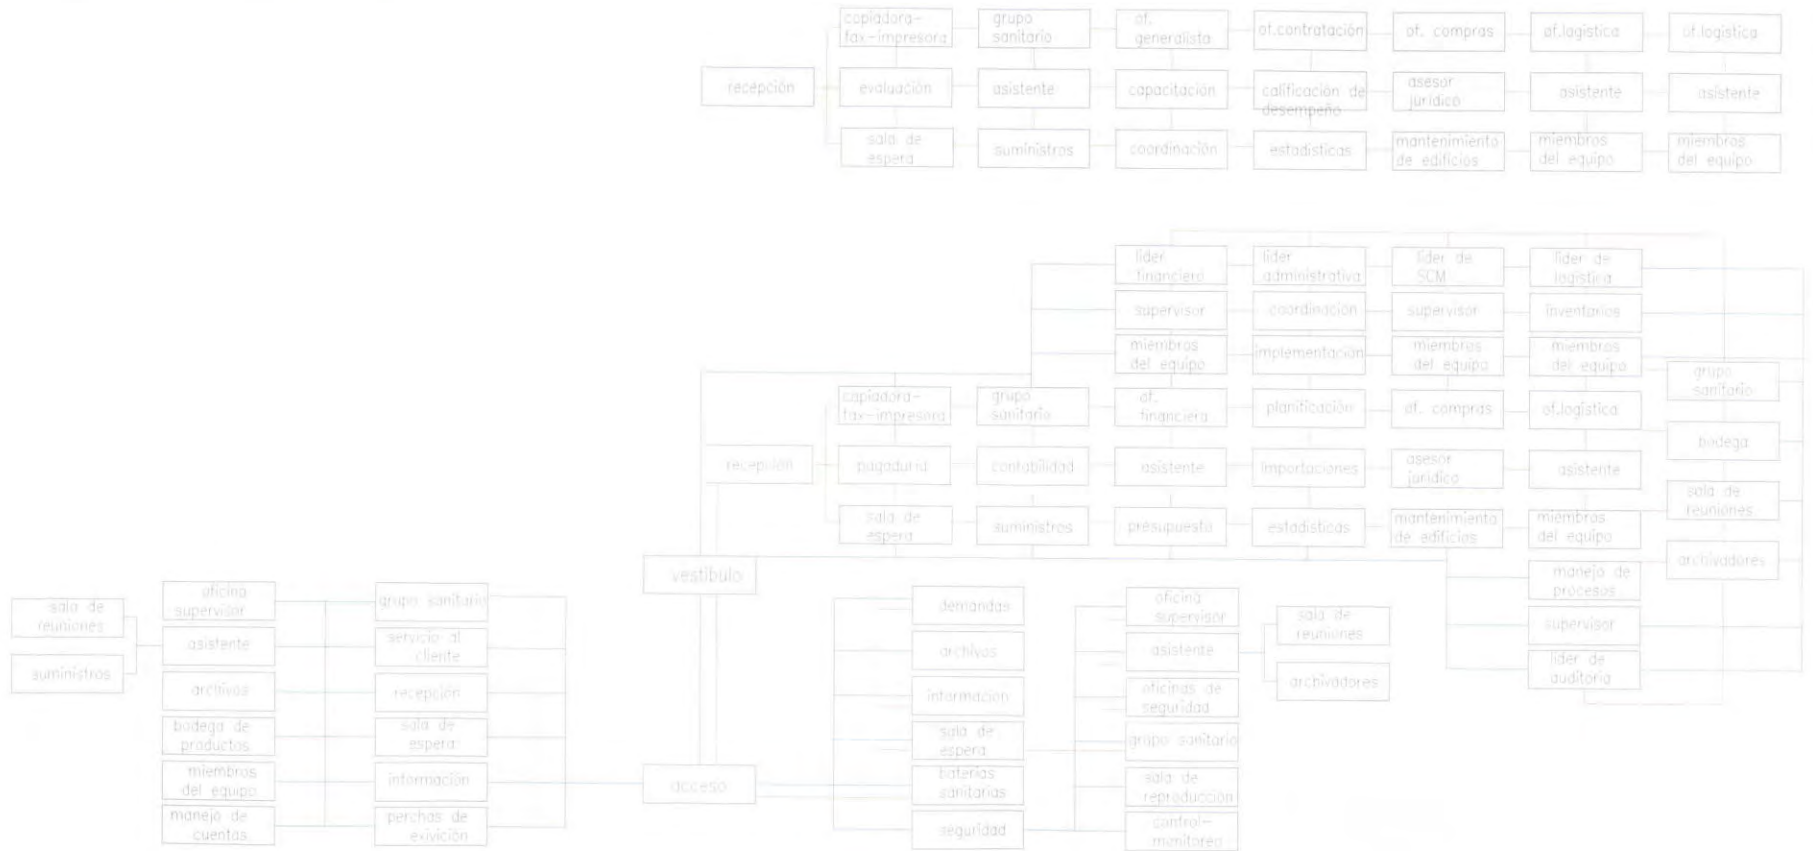 copiadora-
fax-impresora
grupo
sanitario
of.
generalista
of.contratación
of. compras
of.logística
of.logística
recepción
evaluación
asistente
capacitación
calificación de
desempeño
asesor
jurídico
asistente
asistente
sala de
espera
suministros
coordinación
estadísticas
mantenimiento
de edificios
miembros
del equipo
miembros
del equipo
líder
financiero
líder
administrativa
líder de
SCM
líder de
logística
supervisor
coordinación
supervisor
inventarios
miembros
del equipo
implementación
miembros
del equipo
miembros
del equipo
grupo
sanitario
copiadora-
fax-impresora
grupo
sanitario
of.
financiera
planificación
of. compras
of.logística
bodega
recepción
pagaduría
contabilidad
asistente
importaciones
asesor
jurídico
asistente
sala de
reuniones
sala de
espera
suministros
presupuesto
estadísticas
mantenimiento
de edificios
miembros
del equipo
archivadores
vestíbulo
manejo de
procesos
supervisor
líder de
auditoría
sala de
reuniones
suministros
oficina
supervisor
asistente
archivos
bodega de
productos
miembros
del equipo
manejo de
cuentas
grupo sanitario
servicio al
cliente
recepción
sala de
espera
información
perchas de
exivición
acceso
demandas
archivos
información
sala de
espera
baterías
sanitarias
seguridad
oficina
supervisor
asistente
oficinas de
seguridad
grupo sanitario
sala de
reproducción
control-
monitoreo
sala de
reuniones
archivadores